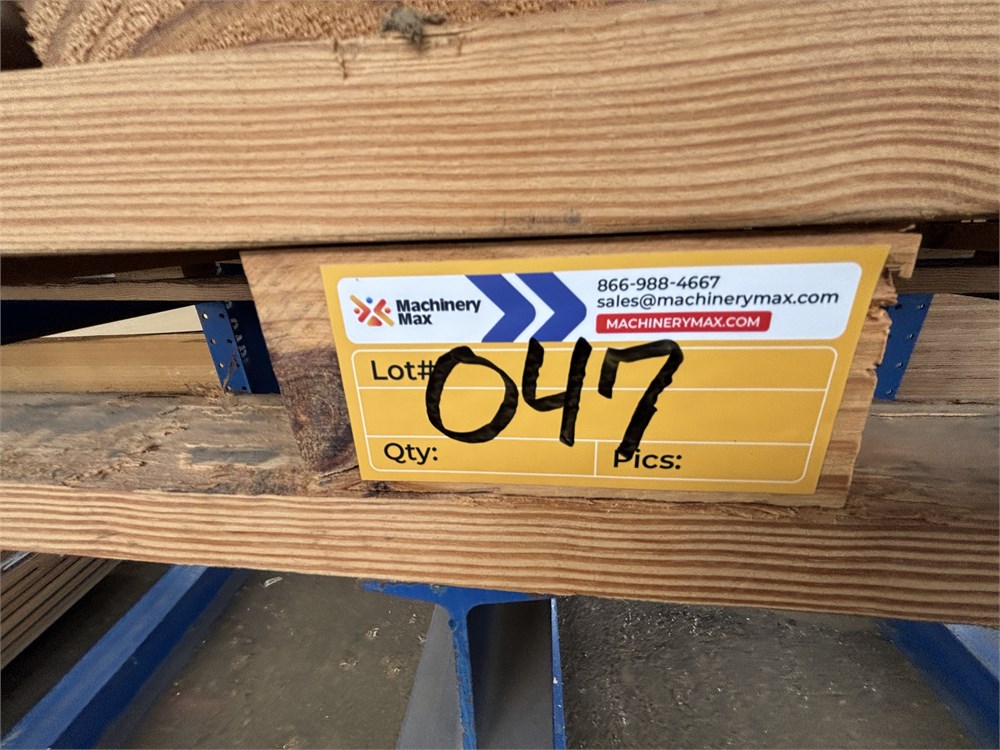 Machinery
Max
866-988-4667
sales@machinerymax.com
MACHINERYMAX.COM
Lot#
047
Qty:
Pics: